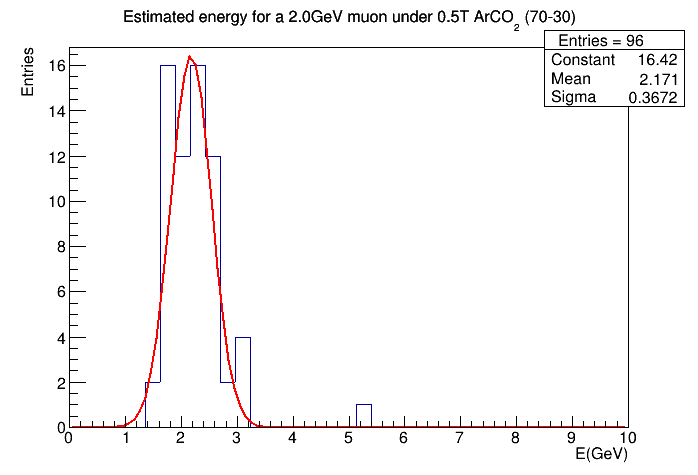 Estimated energy for a 2.0GeV muon under 0.5T ArCO2 (70-30)
Entries = 96
Constant 16.42
Mean 2.171
Sigma 0.3672
Entries
16
14
12
10
8
6
4
2
0
0 1 2 3 4 5 6 7 8 9 10
E(GeV)